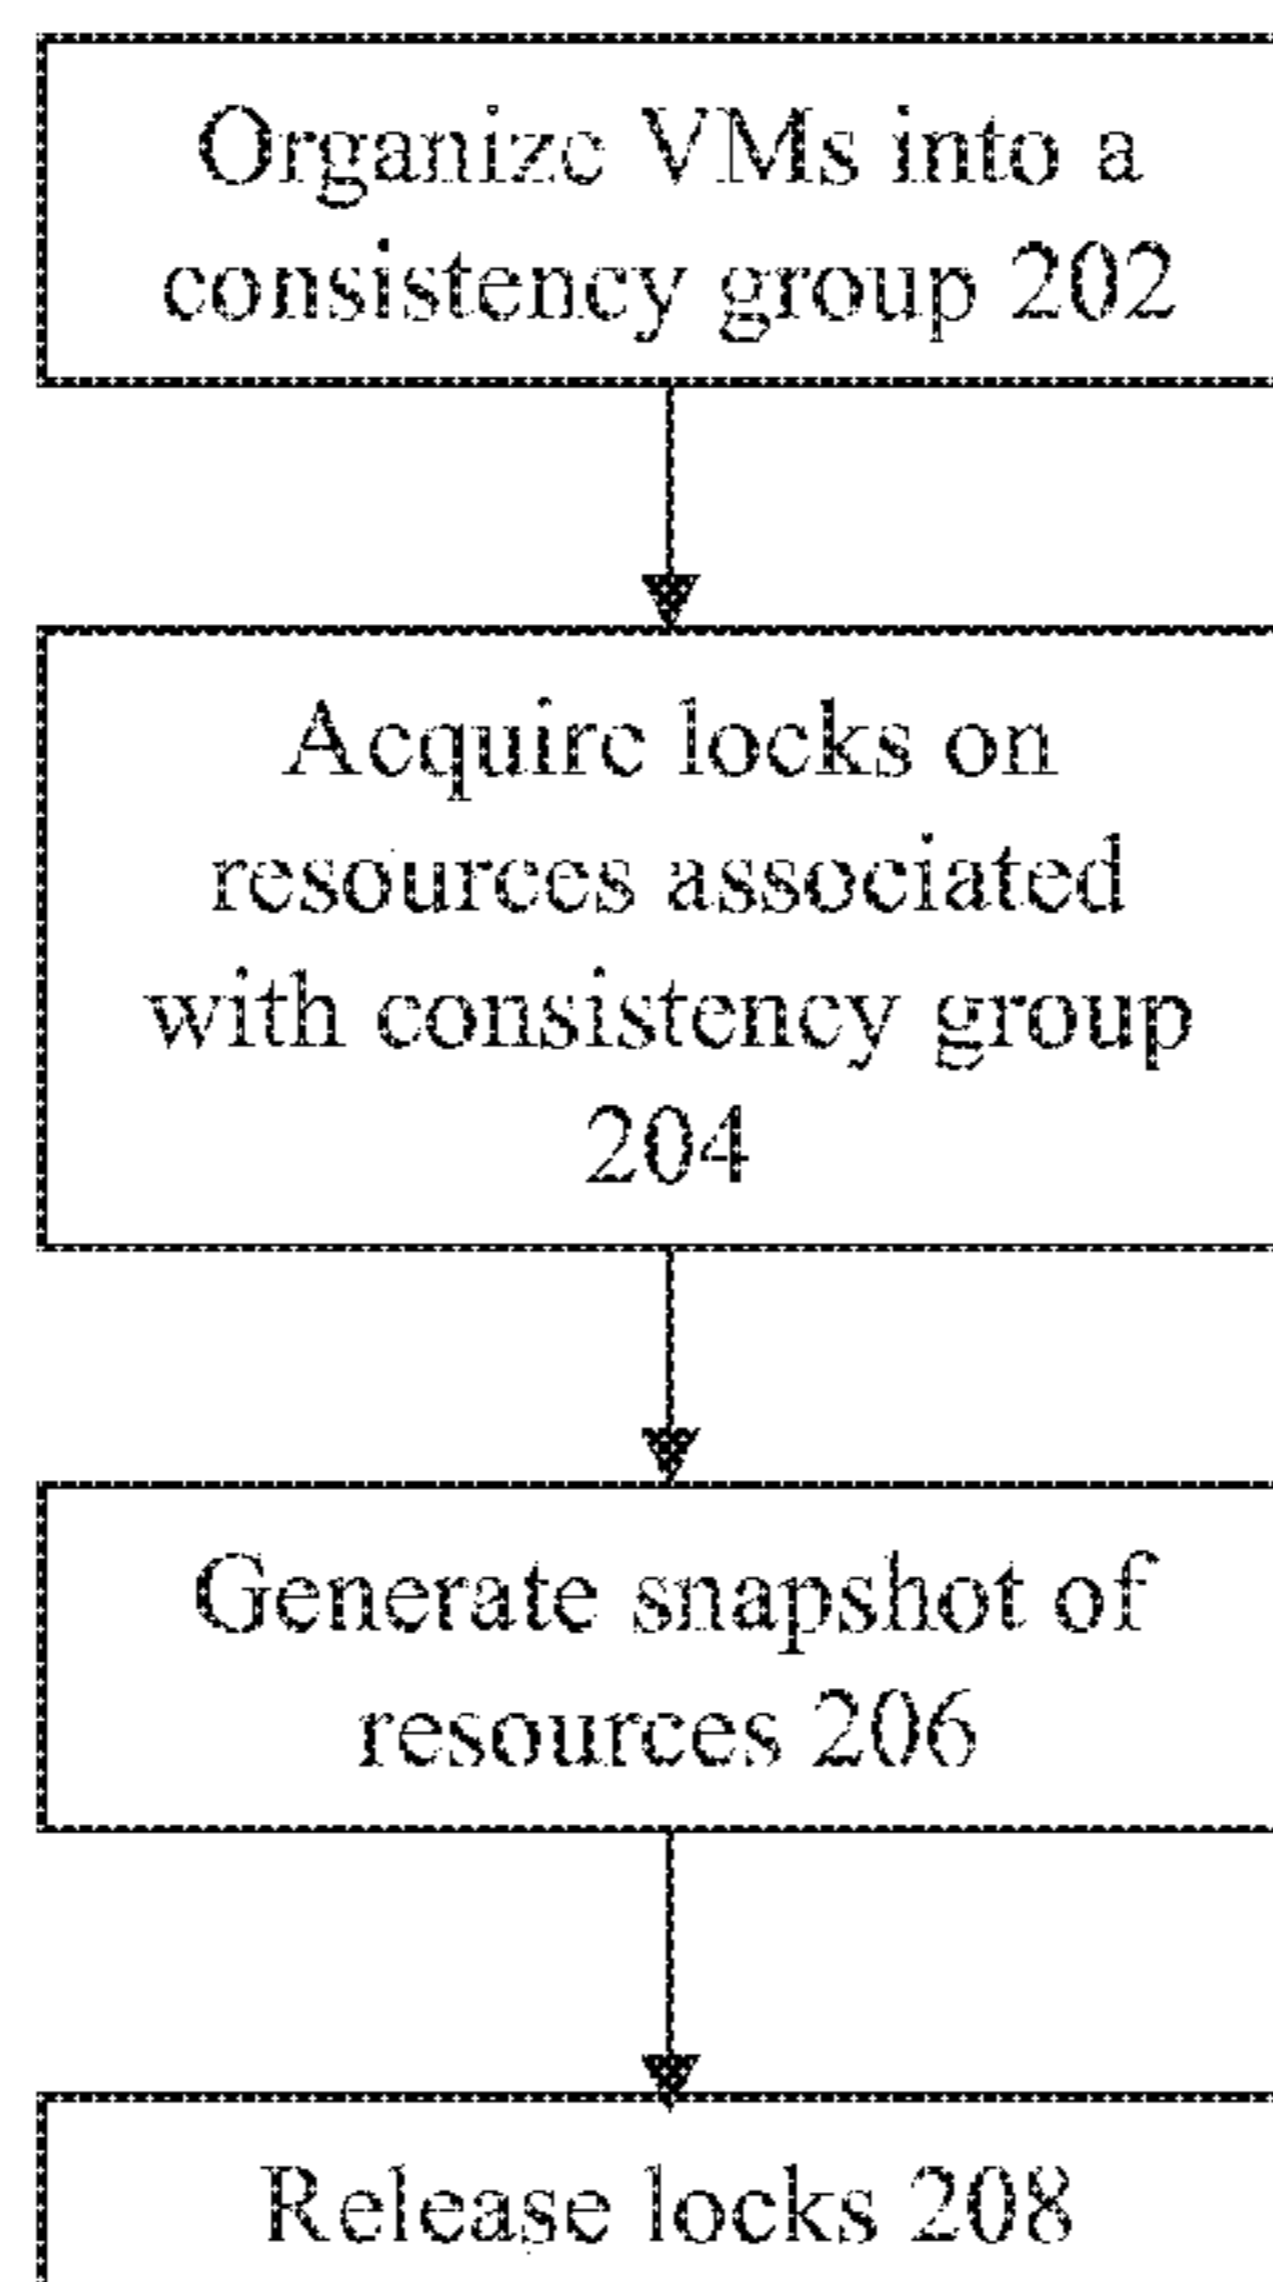 Organize VMs into a
consistency group 202
Acquire locks on
resources associated
with consistency group
204
Generate snapshot of
resources 206
Release locks 208